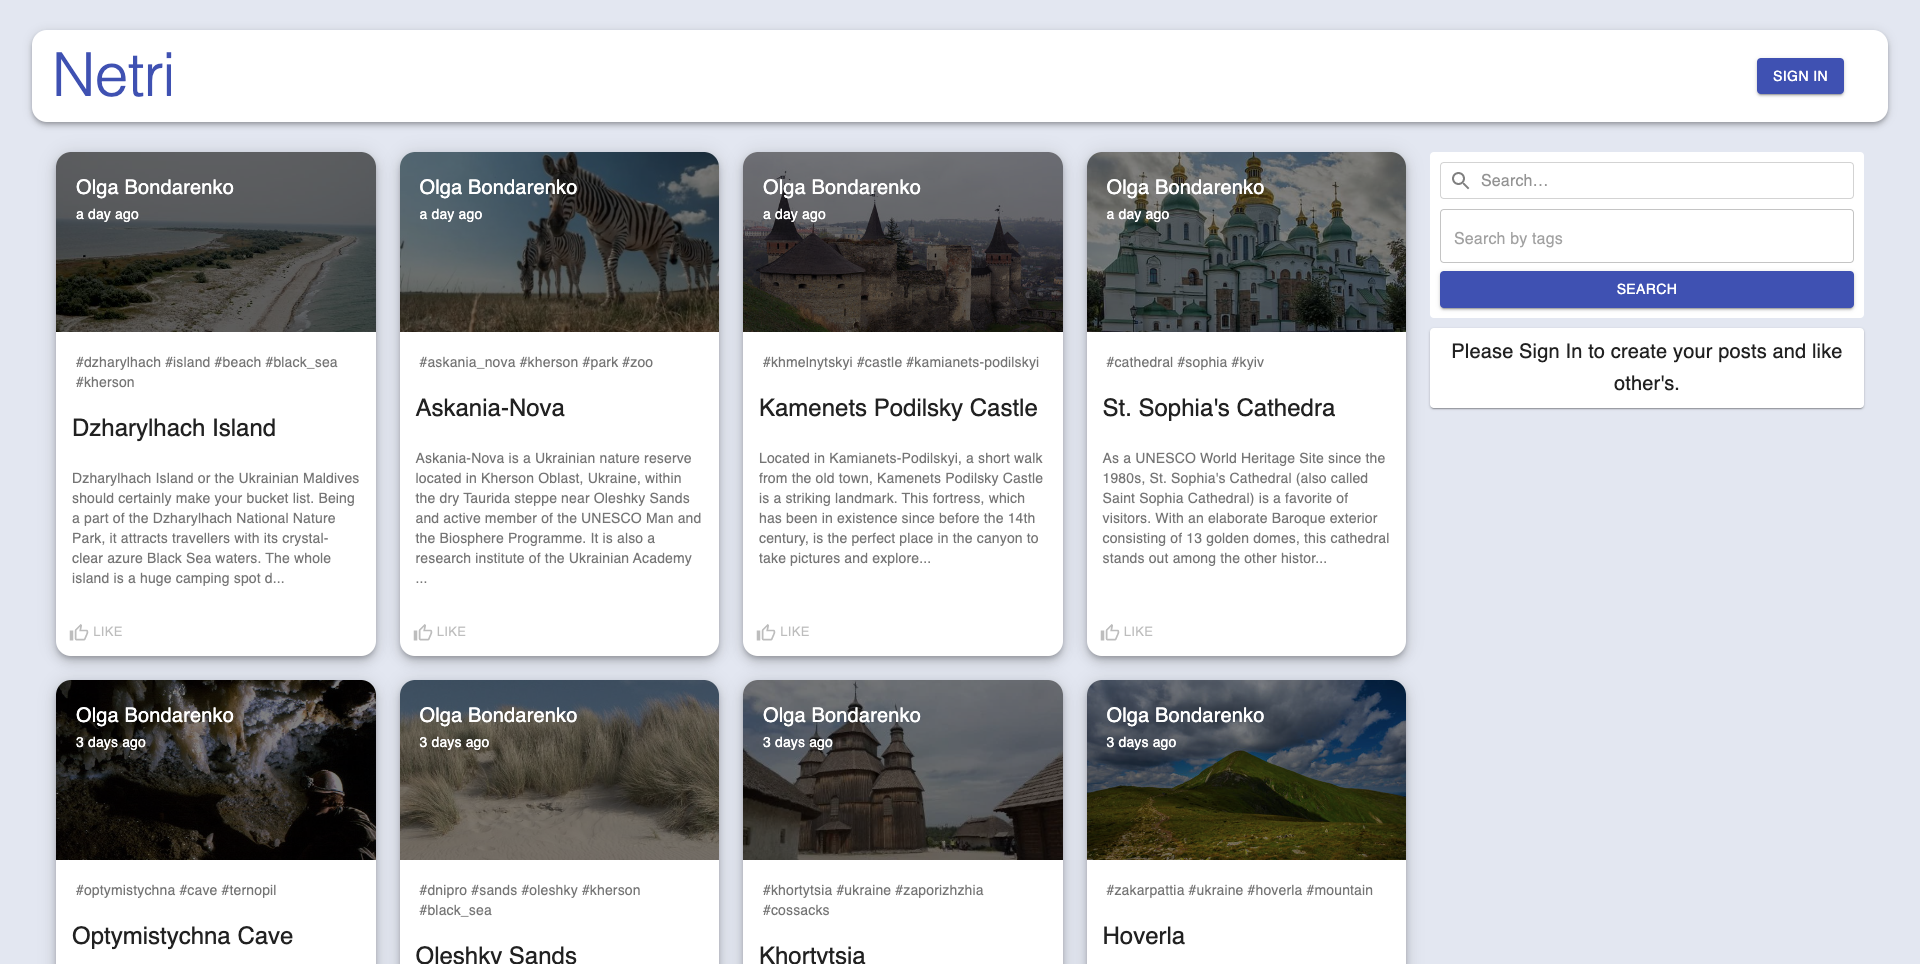 Netri
SIGN IN
Olga Bondarenko
a day ago
#dzharylhach #island #beach #black_sea
#kherson
Dzharylhach Island
Dzharylhach Island or the Ukrainian Maldives
should certainly make your bucket list. Being
a part of the Dzharylhach National Nature
Park, it attracts travellers with its crystal-
clear azure Black Sea waters. The whole
island is a huge camping spot d...
LIKE
Olga Bondarenko
a day ago
#askania_nova #kherson #park #zoo
Askania-Nova
Askania-Nova is a Ukrainian nature reserve
located in Kherson Oblast, Ukraine, within
the dry Taurida steppe near Oleshky Sands
and active member of the UNESCO Man and
the Biosphere Programme. It is also a
research institute of the Ukrainian Academy
...
LIKE
Olga Bondarenko
a day ago
#khmelnytskyi #castle #kamianets-podilskyi
Kamenets Podilsky Castle
Located in Kamianets-Podilskyi, a short walk
from the old town, Kamenets Podilsky Castle
is a striking landmark. This fortress, which
has been in existence since before the 14th
century, is the perfect place in the canyon to
take pictures and explore...
LIKE
Olga Bondarenko
a day ago
#cathedral #sophia #kyiv
St. Sophia's Cathedra
As a UNESCO World Heritage Site since the
1980s, St. Sophia's Cathedral (also called
Saint Sophia Cathedral) is a favorite of
visitors. With an elaborate Baroque exterior
consisting of 13 golden domes, this cathedral
stands out among the other histor...
LIKE
Search...
Search by tags
SEARCH
Please Sign In to create your posts and like
other's.
Olga Bondarenko
3 days ago
#optymistychna #cave #ternopil
Optymistychna Cave
Olga Bondarenko
3 days ago
#dnipro #sands #oleshky #kherson
#black_sea
Oleshky Sands
Olga Bondarenko
3 days ago
#khortytsia #ukraine #zaporizhzhia
#cossacks
Khortytsia
Olga Bondarenko
3 days ago
#zakarpattia #ukraine #hoverla #mountain
Hoverla